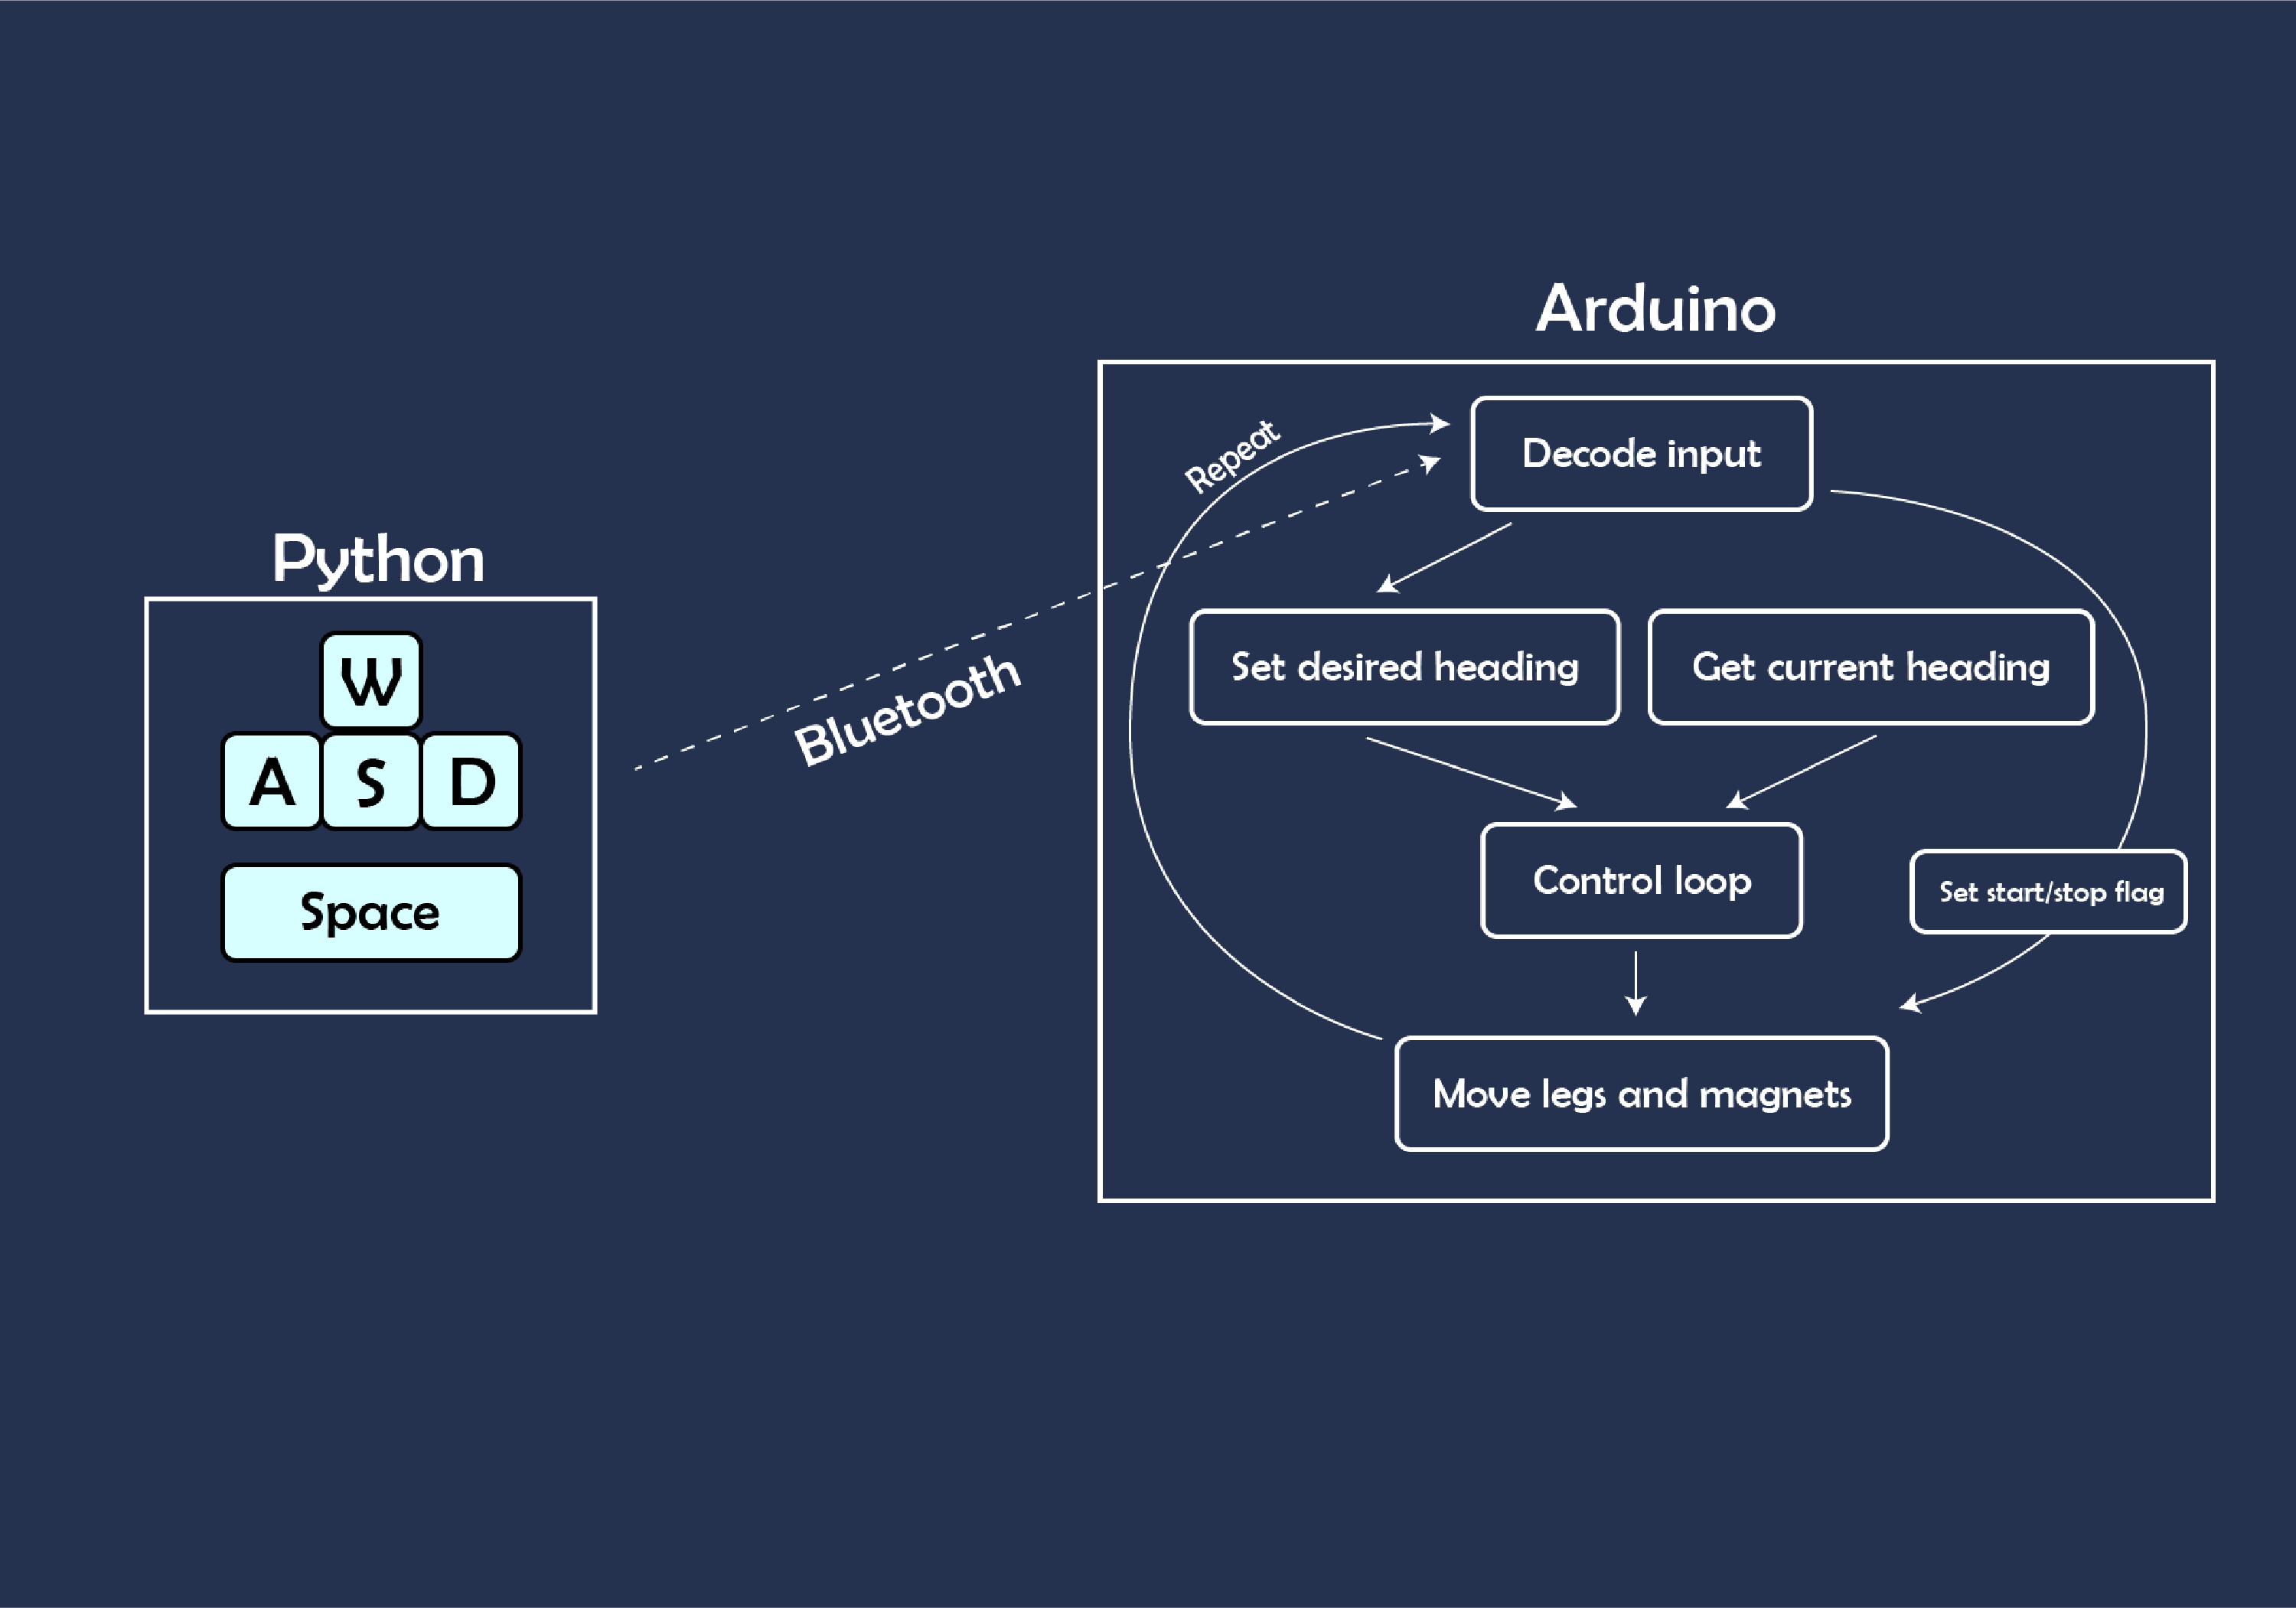 Python
W
A S D
Space
Bluetooth
Arduino
Repeat
Decode input
Set desired heading
Get current heading
Control loop
Set start/stop flag
Move legs and magnets